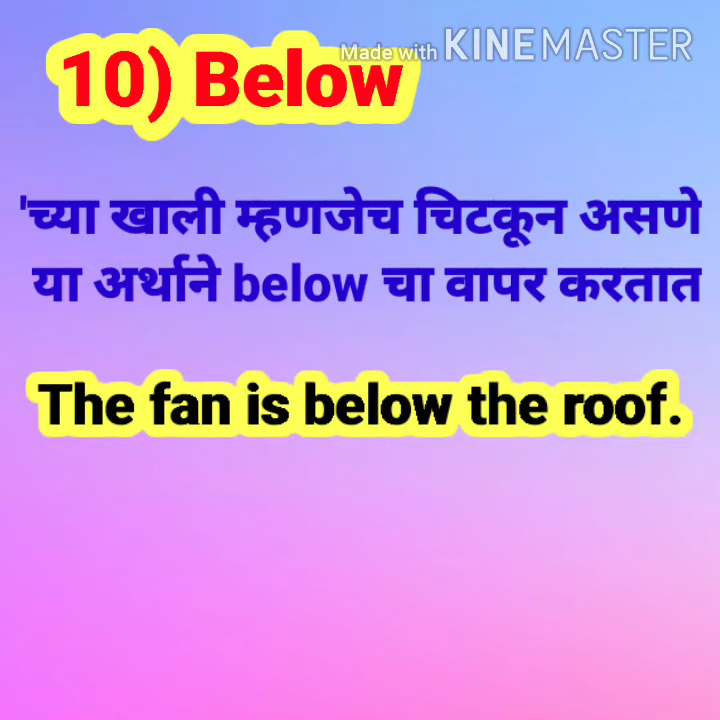 Made with KINEMASTER
10) Below
'च्या खाली म्हणजेच चिटकून असणे
या अर्थाने below चा वापर करतात
The fan is below the roof.